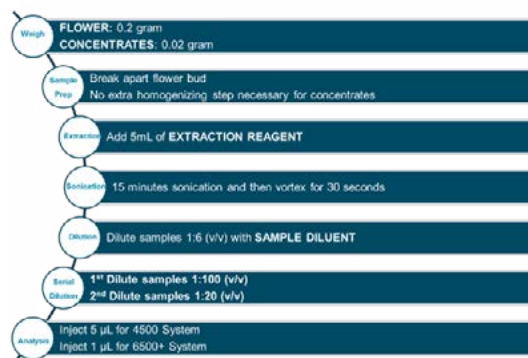 Weigh
FLOWER: 0.2 gram
CONCENTRATES: 0.02 gram
Sample
Prep
Break apart flower bud
No extra homogenizing step necessary for concentrates
Extraction
Add 5mL of EXTRACTION REAGENT
Sonication
15 minutes sonication and then vortex for 30 seconds
Dilution
Dilute samples 1:6 (v/v) with SAMPLE DILUENT
Serial
Dilution
1st Dilute samples 1:100 (v/v)
2nd Dilute samples 1:20 (v/v)
Analysis
Inject 5 µL for 4500 System
Inject 1 µL for 6500+ System